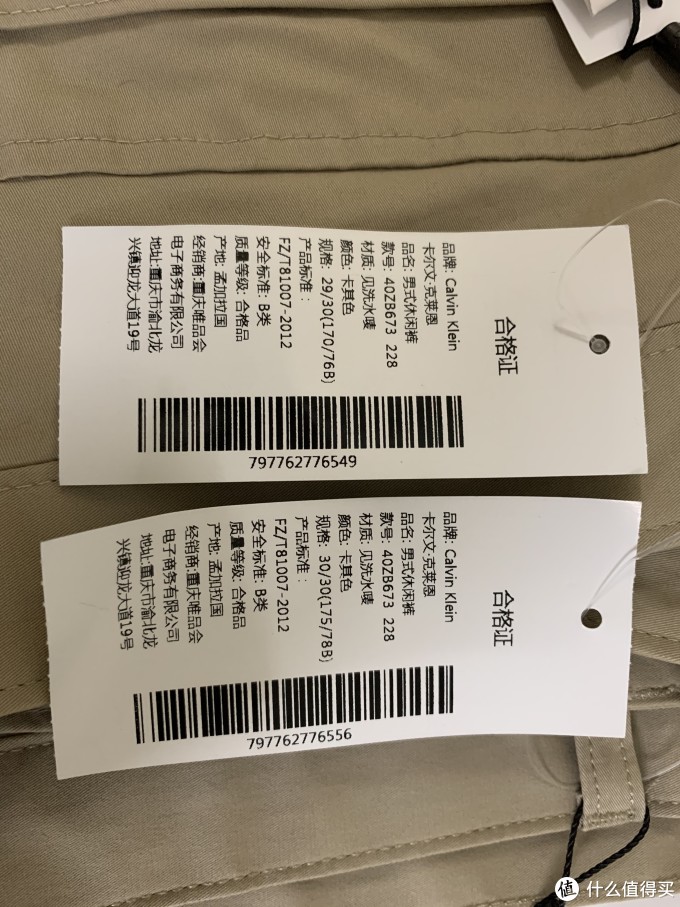 合格证
品牌: Calvin Klein
卡尔文·克莱恩
品名: 男式休闲裤
款号: 40ZB673 228
材质: 见洗水唛
颜色: 卡其色
规格: 29/30(170/76B)
产品标准:
FZ/T81007-2012
安全标准: B类
质量等级: 合格品
产地: 孟加拉国
经销商:重庆唯品会
电子商务有限公司
地址:重庆市渝北龙
兴镇迎龙大道19号
797762776549
合格证
品牌: Calvin Klein
卡尔文·克莱恩
品名: 男式休闲裤
款号: 40ZB673 228
材质: 见洗水唛
颜色: 卡其色
规格: 30/30(175/78B)
产品标准:
FZ/T81007-2012
安全标准: B类
质量等级: 合格品
产地: 孟加拉国
经销商:重庆唯品会
电子商务有限公司
地址:重庆市渝北龙
兴镇迎龙大道19号
797762776556
值 什么值得买